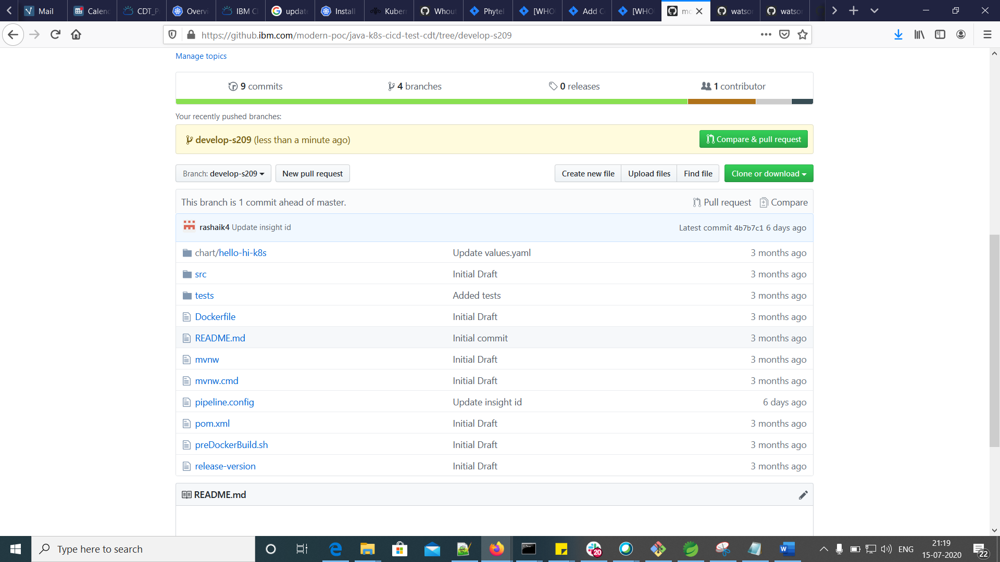 Mail
Calenc
CDT_P
Overvi
IBM Cl
update
Install
Kubern
Whout
Phytel
[WHO
Add C
[WHO
mo
watson
watson
https://github.ibm.com/modern-poc/java-k8s-cicd-test-cdt/tree/develop-s209
Manage topics
9 commits
4 branches
0 releases
1 contributor
Your recently pushed branches:
develop-s209 (less than a minute ago)
Compare & pull request
Branch: develop-s209
New pull request
Create new file
Upload files
Find file
Clone or download
This branch is 1 commit ahead of master.
Pull request
Compare
rashaik4 Update insight id
Latest commit 4b7b7c1 6 days ago
chart/hello-hi-k8s Update values.yaml 3 months ago
src Initial Draft 3 months ago
tests Added tests 3 months ago
Dockerfile Initial Draft 3 months ago
README.md Initial commit 3 months ago
mvnw Initial Draft 3 months ago
mvnw.cmd Initial Draft 3 months ago
pipeline.config Update insight id 6 days ago
pom.xml Initial Draft 3 months ago
preDockerBuild.sh Initial Draft 3 months ago
release-version Initial Draft 3 months ago
README.md
Type here to search
20
ENG
21:19
15-07-2020
22